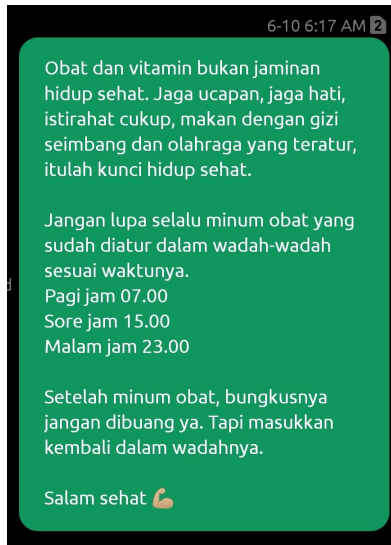 6-10 6:17 AM 2
Obat dan vitamin bukan jaminan
hidup sehat. Jaga ucapan, jaga hati,
istirahat cukup, makan dengan gizi
seimbang dan olahraga yang teratur,
itulah kunci hidup sehat.
Jangan lupa selalu minum obat yang
sudah diatur dalam wadah-wadah
sesuai waktunya.
Pagi jam 07.00
Sore jam 15.00
Malam jam 23.00
Setelah minum obat, bungkusnya
jangan dibuang ya. Tapi masukkan
kembali dalam wadahnya.
Salam sehat 💪🏼